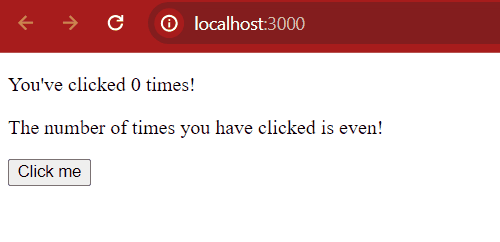 localhost:3000
You've clicked 0 times!
The number of times you have clicked is even!
Click me